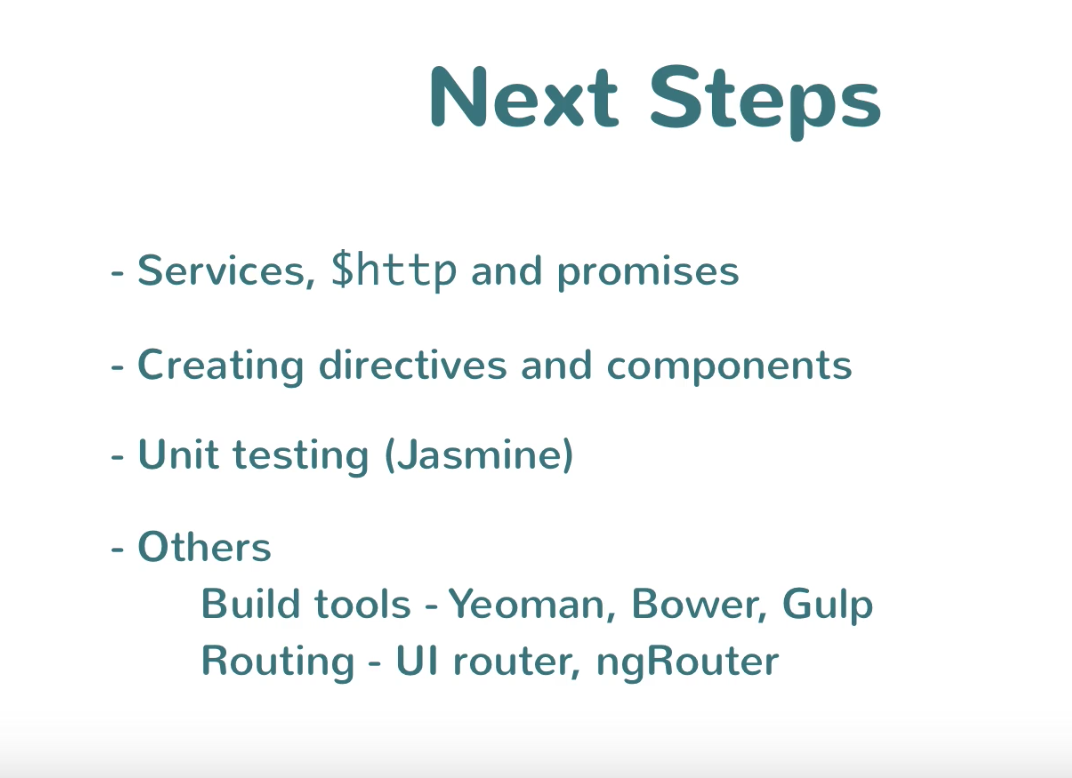 Next Steps
- Services, $http and promises
- Creating directives and components
- Unit testing (Jasmine)
- Others
Build tools - Yeoman, Bower, Gulp
Routing - UI router, ngRouter